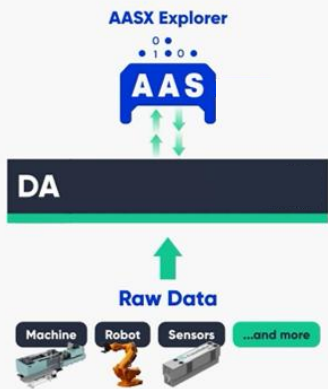 AASX Explorer
0
1 0
AAS
DA
Raw Data
Machine Robot Sensors ...and more